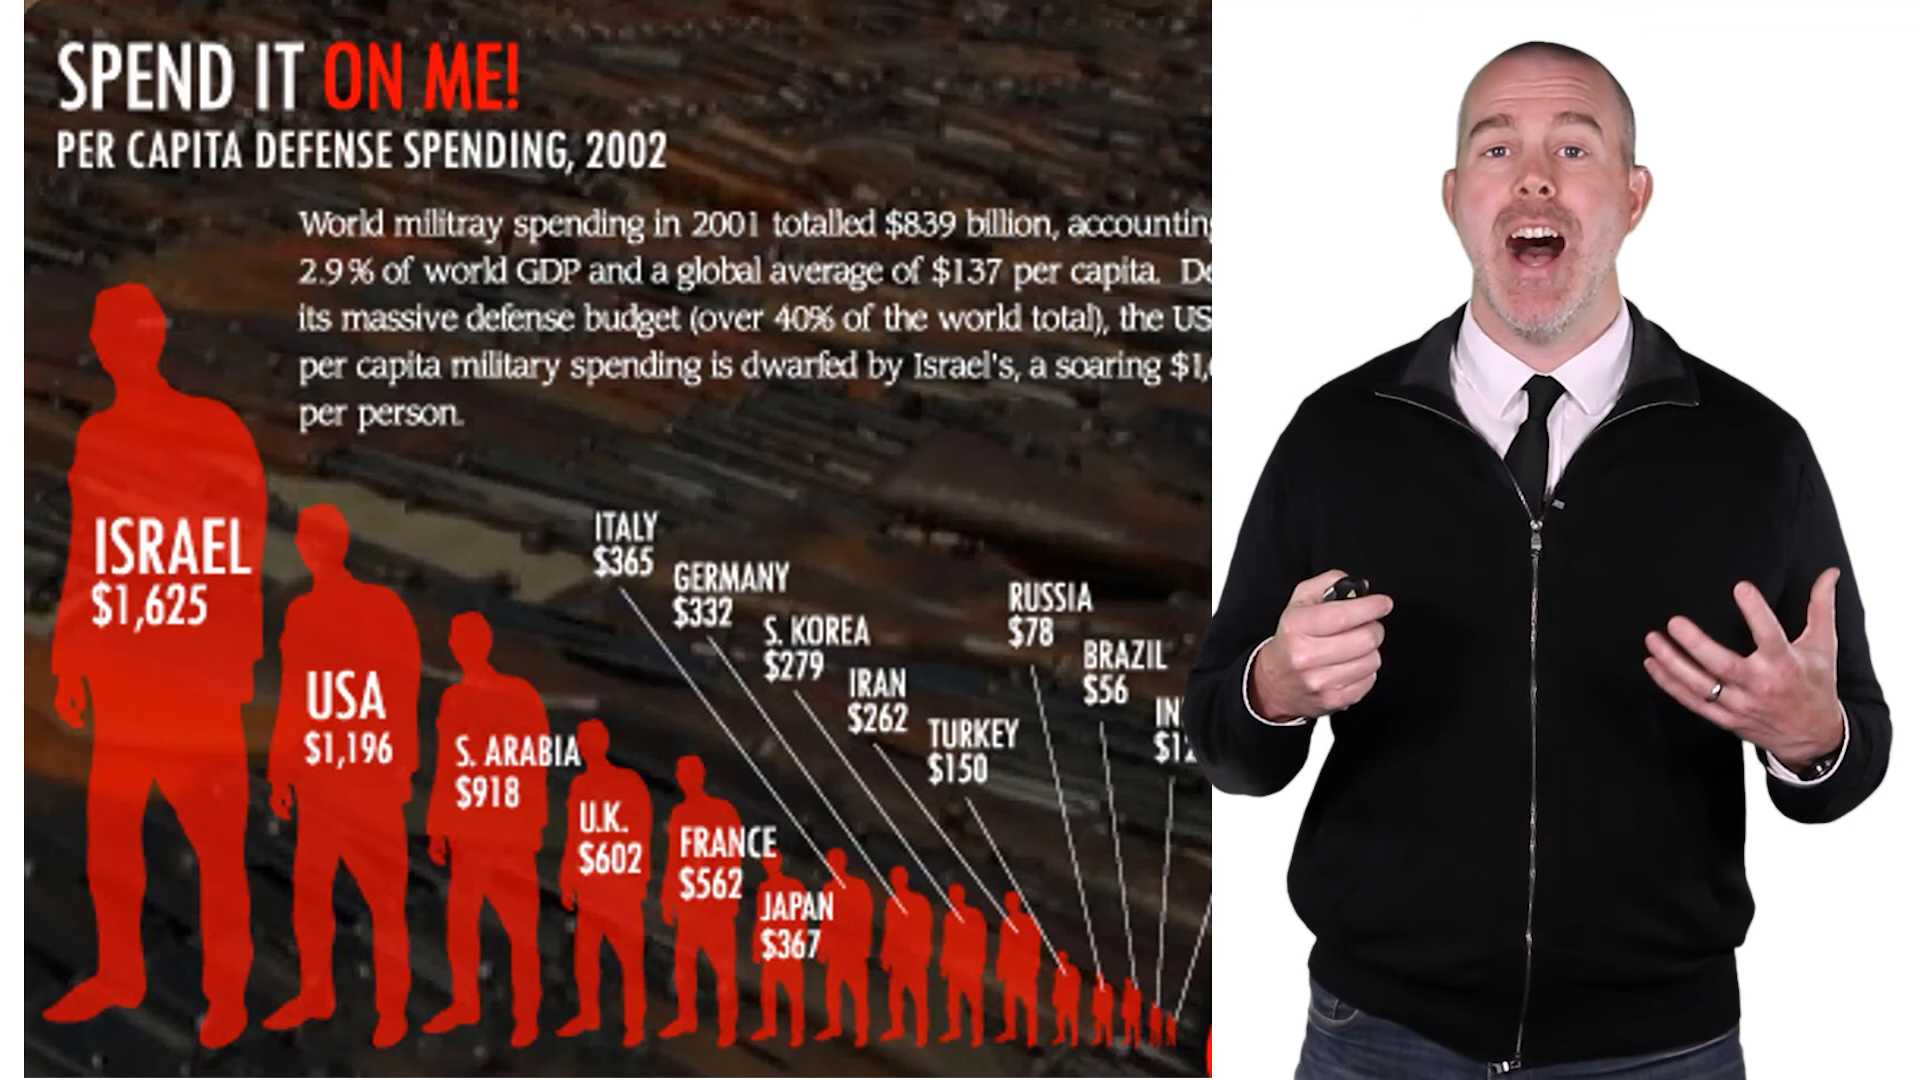 SPEND IT ON ME!
PER CAPITA DEFENSE SPENDING, 2002
World militray spending in 2001 totalled $839 billion, accounting
2.9% of world GDP and a global average of $137 per capita.
its massive defense budget (over 40% of the world total), the US
per capita military spending is dwarfed by Israel's, a soaring
per person.
ISRAEL
$1,625
USA
$1,196
S. ARABIA
$918
U.K.
$602
FRANCE
$562
JAPAN
$367
ITALY
$365
GERMANY
$332
S. KOREA
$279
IRAN
$262
TURKEY
$150
RUSSIA
$78
BRAZIL
$56